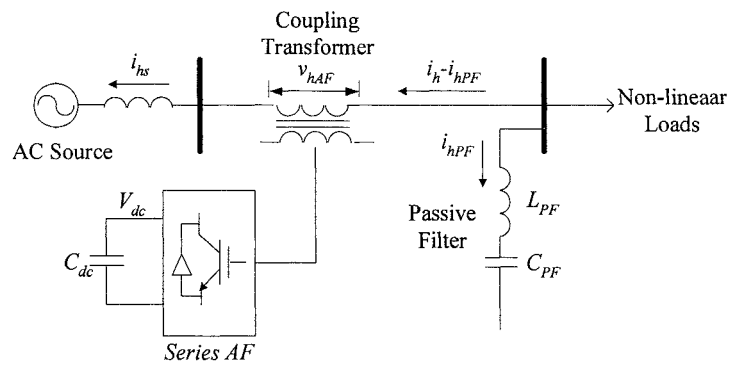 Coupling
Transformer
i_hs
v_hAF
i_h-i_hPF
AC Source
Non-lineaar
Loads
i_hPF
L_PF
Passive
Filter
C_PF
V_dc
C_dc
Series AF